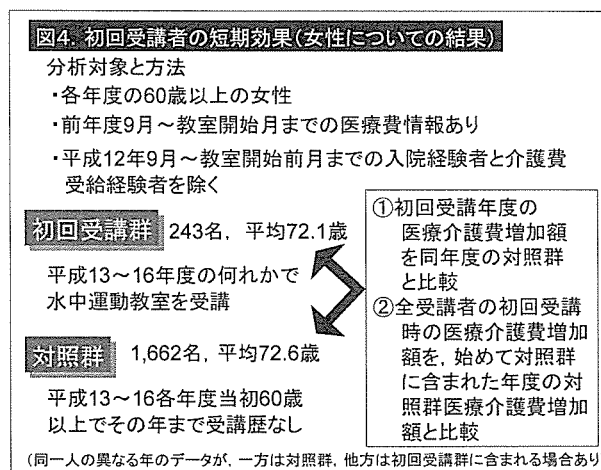 図4. 初回受講者の短期効果(女性についての結果)
分析対象と方法
・各年度の60歳以上の女性
・前年度9月～教室開始月までの医療費情報あり
・平成12年9月～教室開始前月までの入院経験者と介護費
受給経験者を除く
初回受講群 243名, 平均72.1歳
平成13～16年度の何れかで
水中運動教室を受講
対照群 1,662名, 平均72.6歳
平成13～16各年度当初60歳
以上でその年まで受講歴なし
①初回受講年度の
医療介護費増加額
を同年度の対照群
と比較
②全受講者の初回受講
時の医療介護費増加
額を, 始めて対照群
に含まれた年度の対
照群医療介護費増加
額と比較
(同一人の異なる年のデータが, 一方は対照群, 他方は初回受講群に含まれる場合あり